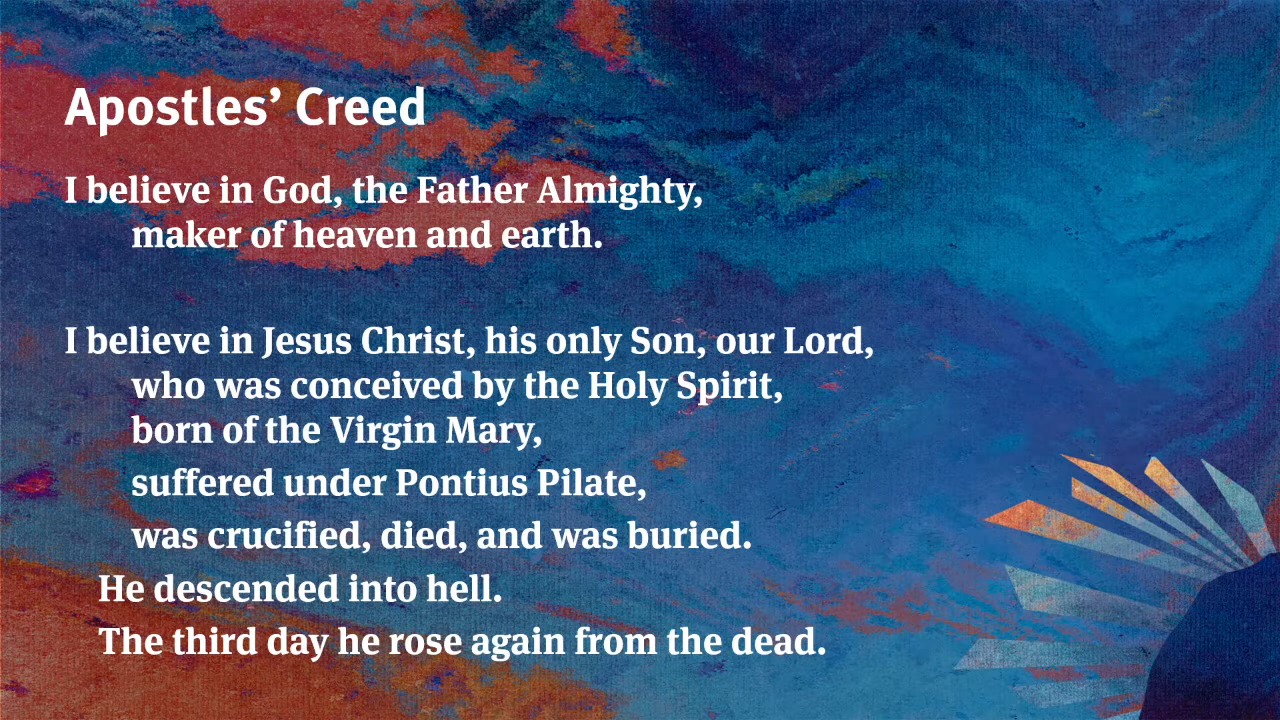 Apostles’ Creed
I believe in God, the Father Almighty,
maker of heaven and earth.
I believe in Jesus Christ, his only Son, our Lord,
who was conceived by the Holy Spirit,
born of the Virgin Mary,
suffered under Pontius Pilate,
was crucified, died, and was buried.
He descended into hell.
The third day he rose again from the dead.